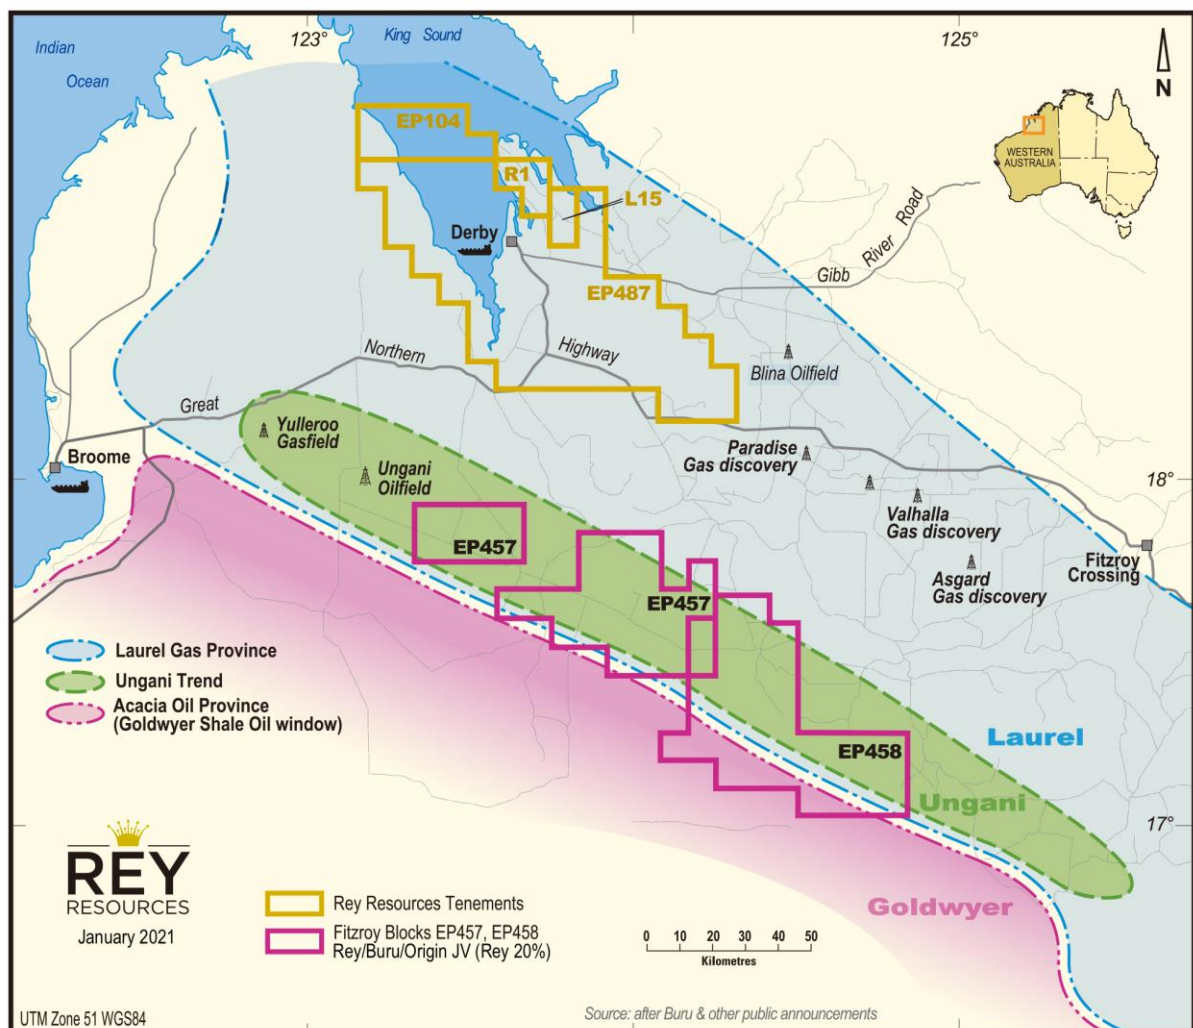 Indian
Ocean
123°
King Sound
125°
N
WESTERN
AUSTRALIA
EP104
R1
L15
Derby
Gibb River Road
EP487
Northern
Highway
Blina Oilfield
Great
Yulleroo
Gasfield
Broome
Ungani
Oilfield
Paradise
Gas discovery
18°
Valhalla
Gas discovery
EP457
Fitzroy
Crossing
Asgard
Gas discovery
EP457
Laurel Gas Province
Ungani Trend
Acacia Oil Province
(Goldwyer Shale Oil window)
Laurel
EP458
Ungani
17°
REY
RESOURCES
January 2021
Goldwyer
Rey Resources Tenements
Fitzroy Blocks EP457, EP458
Rey/Buru/Origin JV (Rey 20%)
0 10 20 30 40 50
Kilometres
UTM Zone 51 WGS84
Source: after Buru & other public announcements